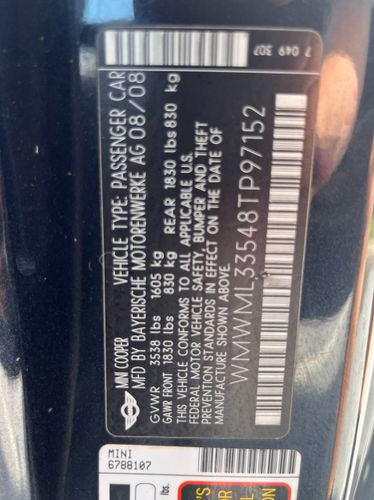 7 049 307
VEHICLE TYPE: PASSENGER CAR
MINI COOPER MFD BY BAYERISCHE MOTORENWERKE AG 08/08
GVWR 3538 lbs 1605 kg
GAWR FRONT 1830 lbs 830 kg REAR 1830 lbs 830 kg
THIS VEHICLE CONFORMS TO ALL APPLICABLE U.S.
FEDERAL MOTOR VEHICLE SAFETY, BUMPER AND THEFT
PREVENTION STANDARDS IN EFFECT ON THE DATE OF
MANUFACTURE SHOWN ABOVE.
WMWML33548TP97152
MINI
6788107
lbs.